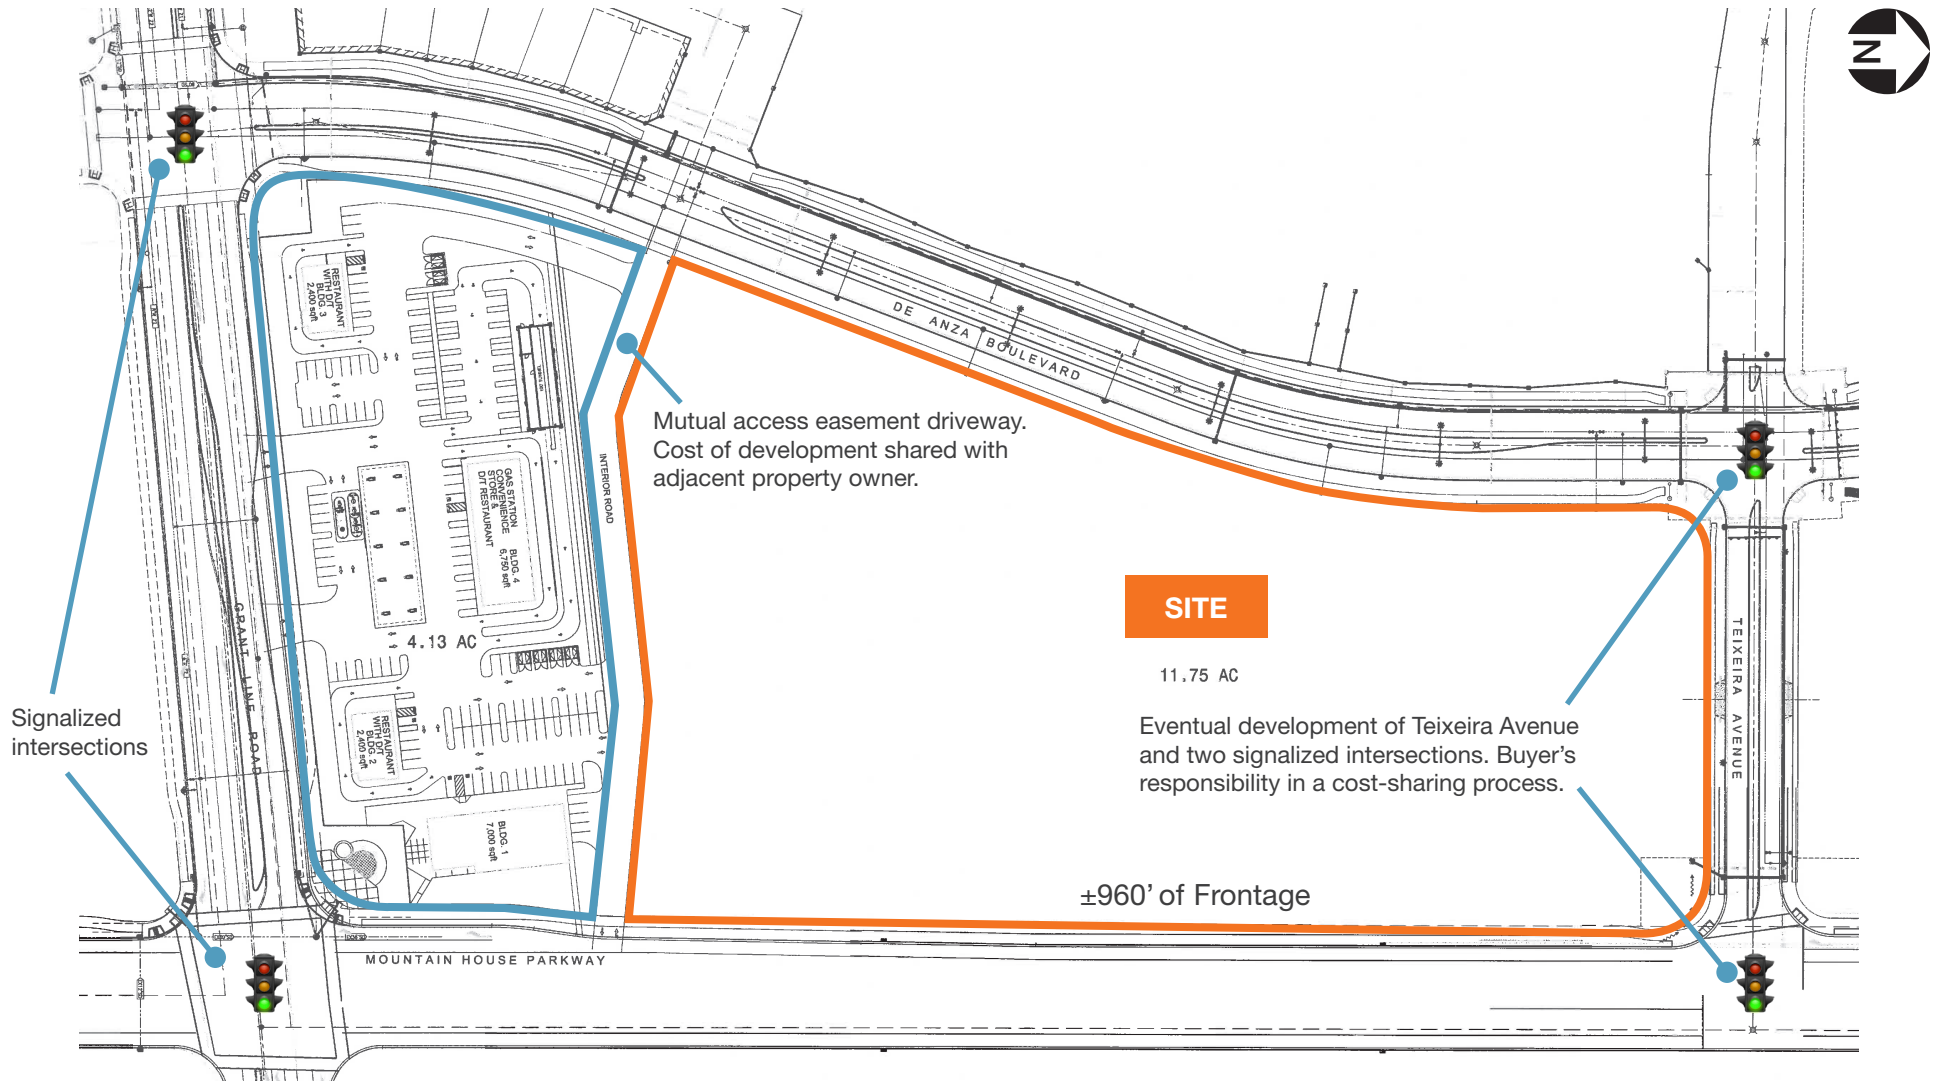 N
RESTAURANT
WITH D/T
BLDG. 3
2,400 sqft
DE ANZA BOULEVARD
Mutual access easement driveway.
Cost of development shared with
adjacent property owner.
INTERIOR ROAD
GAS STATION
CONVENIENCE
STORE &
D/T RESTAURANT
BLDG. 4
6,750 sqft
SITE
11.75 AC
4.13 AC
GRANT LINE ROAD
TEIXEIRA AVENUE
Signalized
intersections
Eventual development of Teixeira Avenue
and two signalized intersections. Buyer’s
responsibility in a cost-sharing process.
RESTAURANT
WITH D/T
BLDG. 2
2,400 sqft
BLDG. 1
7,000 sqft
±960’ of Frontage
MOUNTAIN HOUSE PARKWAY